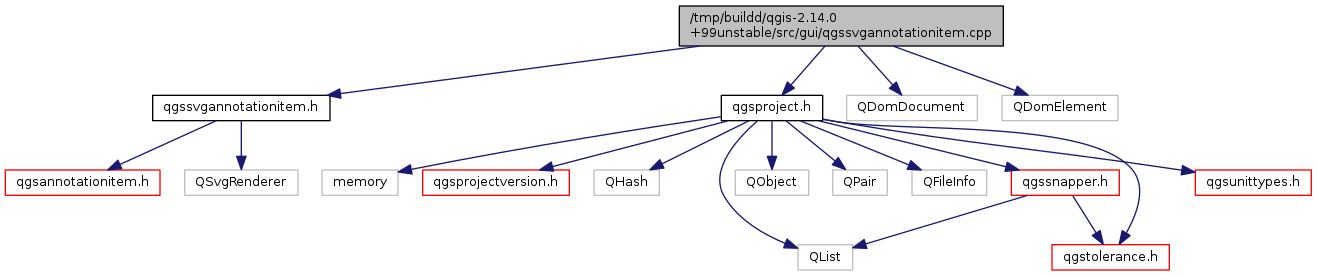 /tmp/buildd/qgis-2.14.0
+99unstable/src/gui/qgssvgannotationitem.cpp
qgssvgannotationitem.h
qgsproject.h
QDomDocument
QDomElement
qgsannotationitem.h
QSvgRenderer
memory
qgsprojectversion.h
QHash
QObject
QPair
QFileInfo
qgssnapper.h
qgsunittypes.h
QList
qgstolerance.h